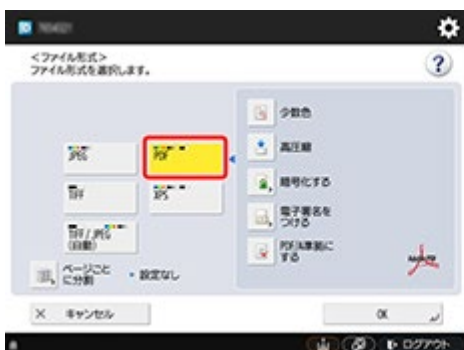 <ファイル形式>
ファイル形式を選択します。
?
JPEG
PDF
TIFF
XPS
TIFF/JPEG
(自動)
ページごと
に分割
・設定なし
少数色
高圧縮
暗号化する
電子署名を
つける
PDF/A準拠に
する
× キャンセル
OK
ログアウト